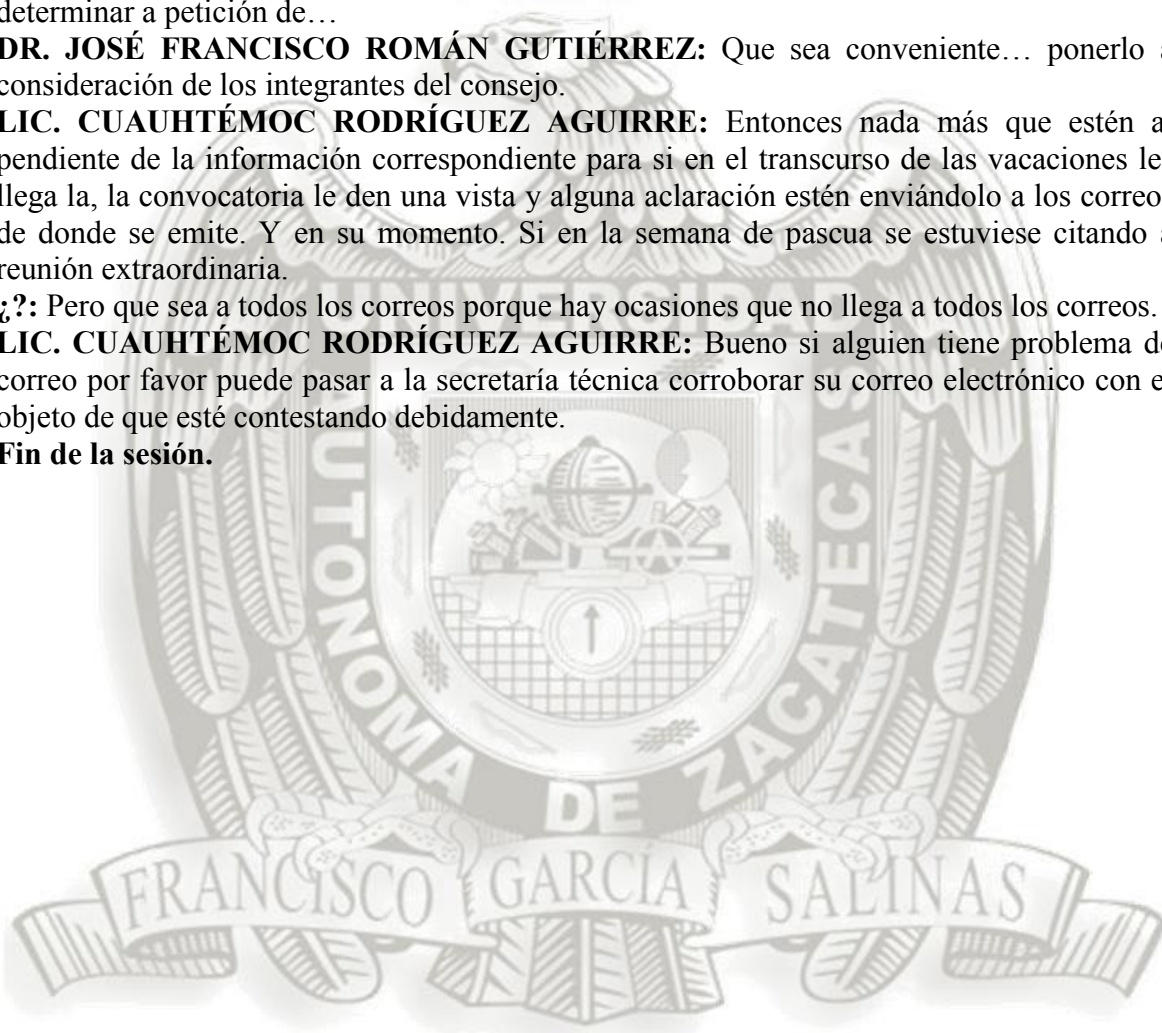 determinar a petición de…
DR. JOSÉ FRANCISCO ROMÁN GUTIÉRREZ: Que sea conveniente… ponerlo a
consideración de los integrantes del consejo.
LIC. CUAUHTÉMOC RODRÍGUEZ AGUIRRE: Entonces nada más que estén a
pendiente de la información correspondiente para si en el transcurso de las vacaciones le
llega la, la convocatoria le den una vista y alguna aclaración estén enviándolo a los correo
de donde se emite. Y en su momento. Si en la semana de pascua se estuviese citando a
reunión extraordinaria.
¿?: Pero que sea a todos los correos porque hay ocasiones que no llega a todos los correos.
LIC. CUAUHTÉMOC RODRÍGUEZ AGUIRRE: Bueno si alguien tiene problema d
correo por favor puede pasar a la secretaría técnica corroborar su correo electrónico con e
objeto de que esté contestando debidamente.
Fin de la sesión.
UNIVERSIDAD
AUTONOMA DE ZACATECAS
FRANCISCO GARCÍA SALINAS